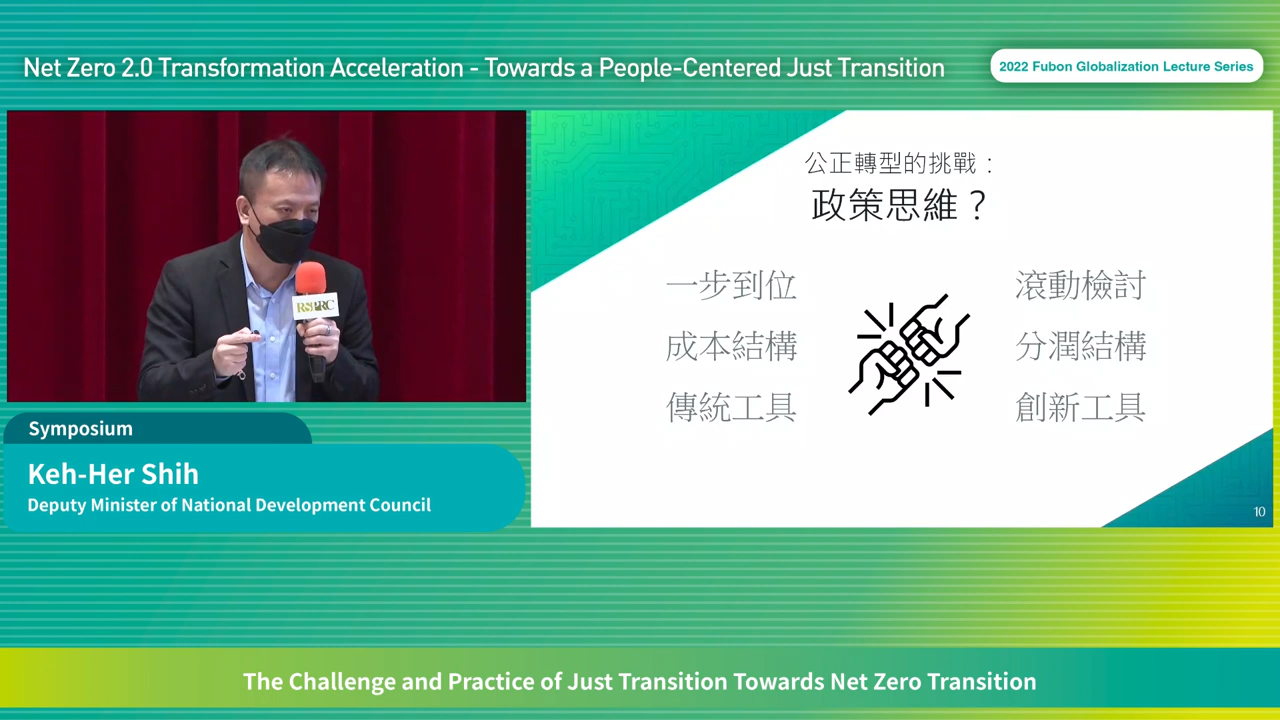 Net Zero 2.0 Transformation Acceleration - Towards a People-Centered Just Transition
2022 Fubon Globalization Lecture Series
公正轉型的挑戰：
政策思維？
一步到位
滾動檢討
成本結構
分潤結構
傳統工具
創新工具
10
RSPRC
Symposium
Keh-Her Shih
Deputy Minister of National Development Council
The Challenge and Practice of Just Transition Towards Net Zero Transition